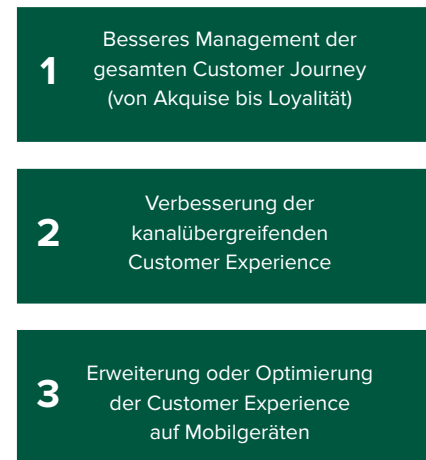 1
Besseres Management der
gesamten Customer Journey
(von Akquise bis Loyalität)
2
Verbesserung der
kanalübergreifenden
Customer Experience
3
Erweiterung oder Optimierung
der Customer Experience
auf Mobilgeräten